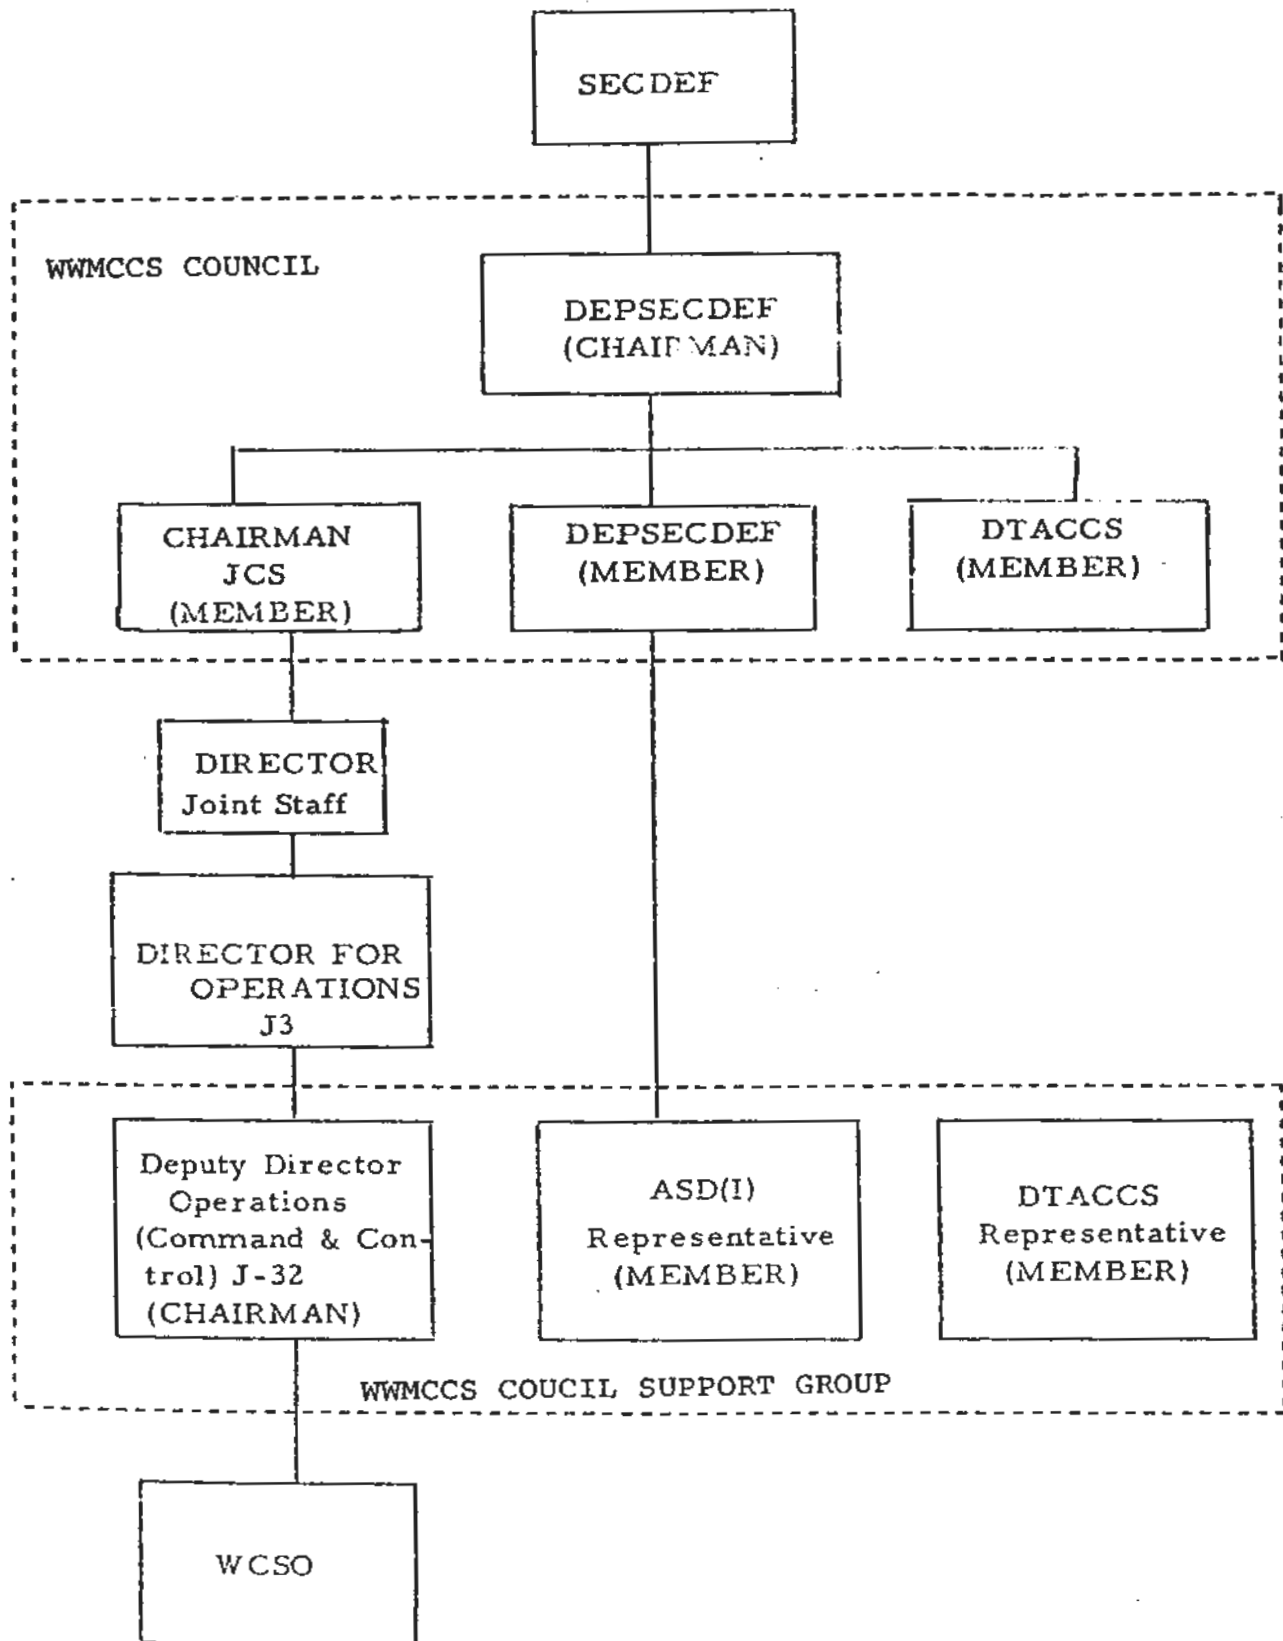 SECDEF
WWMCCS COUNCIL
DEPSECDEF
(CHAIRMAN)
CHAIRMAN
JCS
(MEMBER)
DEPSECDEF
(MEMBER)
DTACCS
(MEMBER)
DIRECTOR
Joint Staff
DIRECTOR FOR
OPERATIONS
J3
Deputy Director
Operations
(Command & Con-
trol) J-32
(CHAIRMAN)
ASD(I)
Representative
(MEMBER)
DTACCS
Representative
(MEMBER)
WWMCCS COUCIL SUPPORT GROUP
WCSO